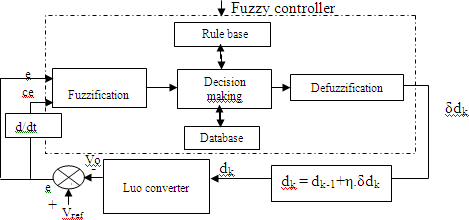 Fuzzy controller
Rule base
e
ce
Fuzzification
Decision
making
Defuzzification
δdk
d/dt
Database
Vo
-
dk
Luo converter
dk = dk-1+η.δdk
e
+
Vref